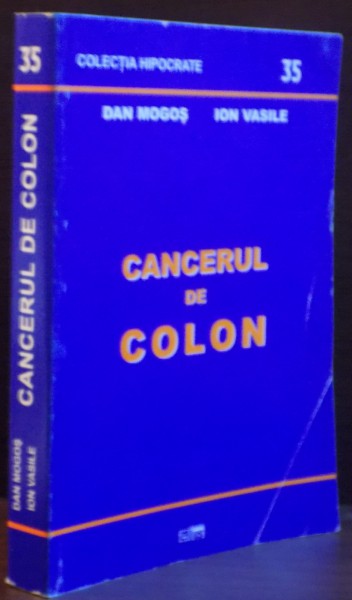 35
CANCERUL DE COLON
DAN MOGOȘ
ION VASILE
COLECȚIA HIPOCRATE
35
DAN MOGOȘ ION VASILE
CANCERUL
DE
COLON